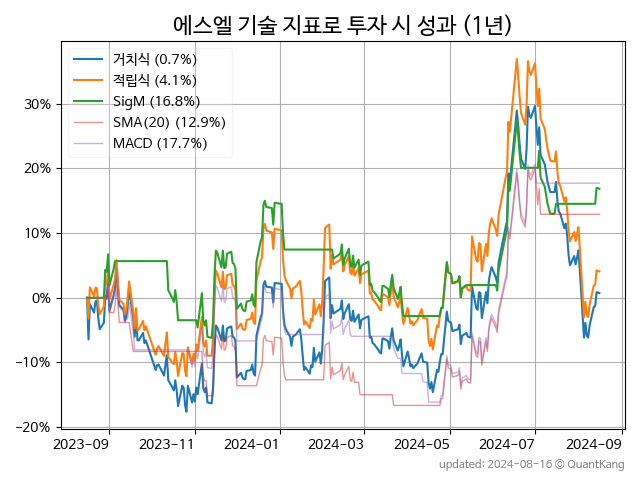 에스엘 기술 지표로 투자 시 성과 (1년)
거치식 (0.7%)
적립식 (4.1%)
SigM (16.8%)
SMA(20) (12.9%)
MACD (17.7%)
30%
20%
10%
0%
−10%
−20%
2023-09 2023-11 2024-01 2024-03 2024-05 2024-07 2024-09
updated: 2024-08-16 © QuantKang